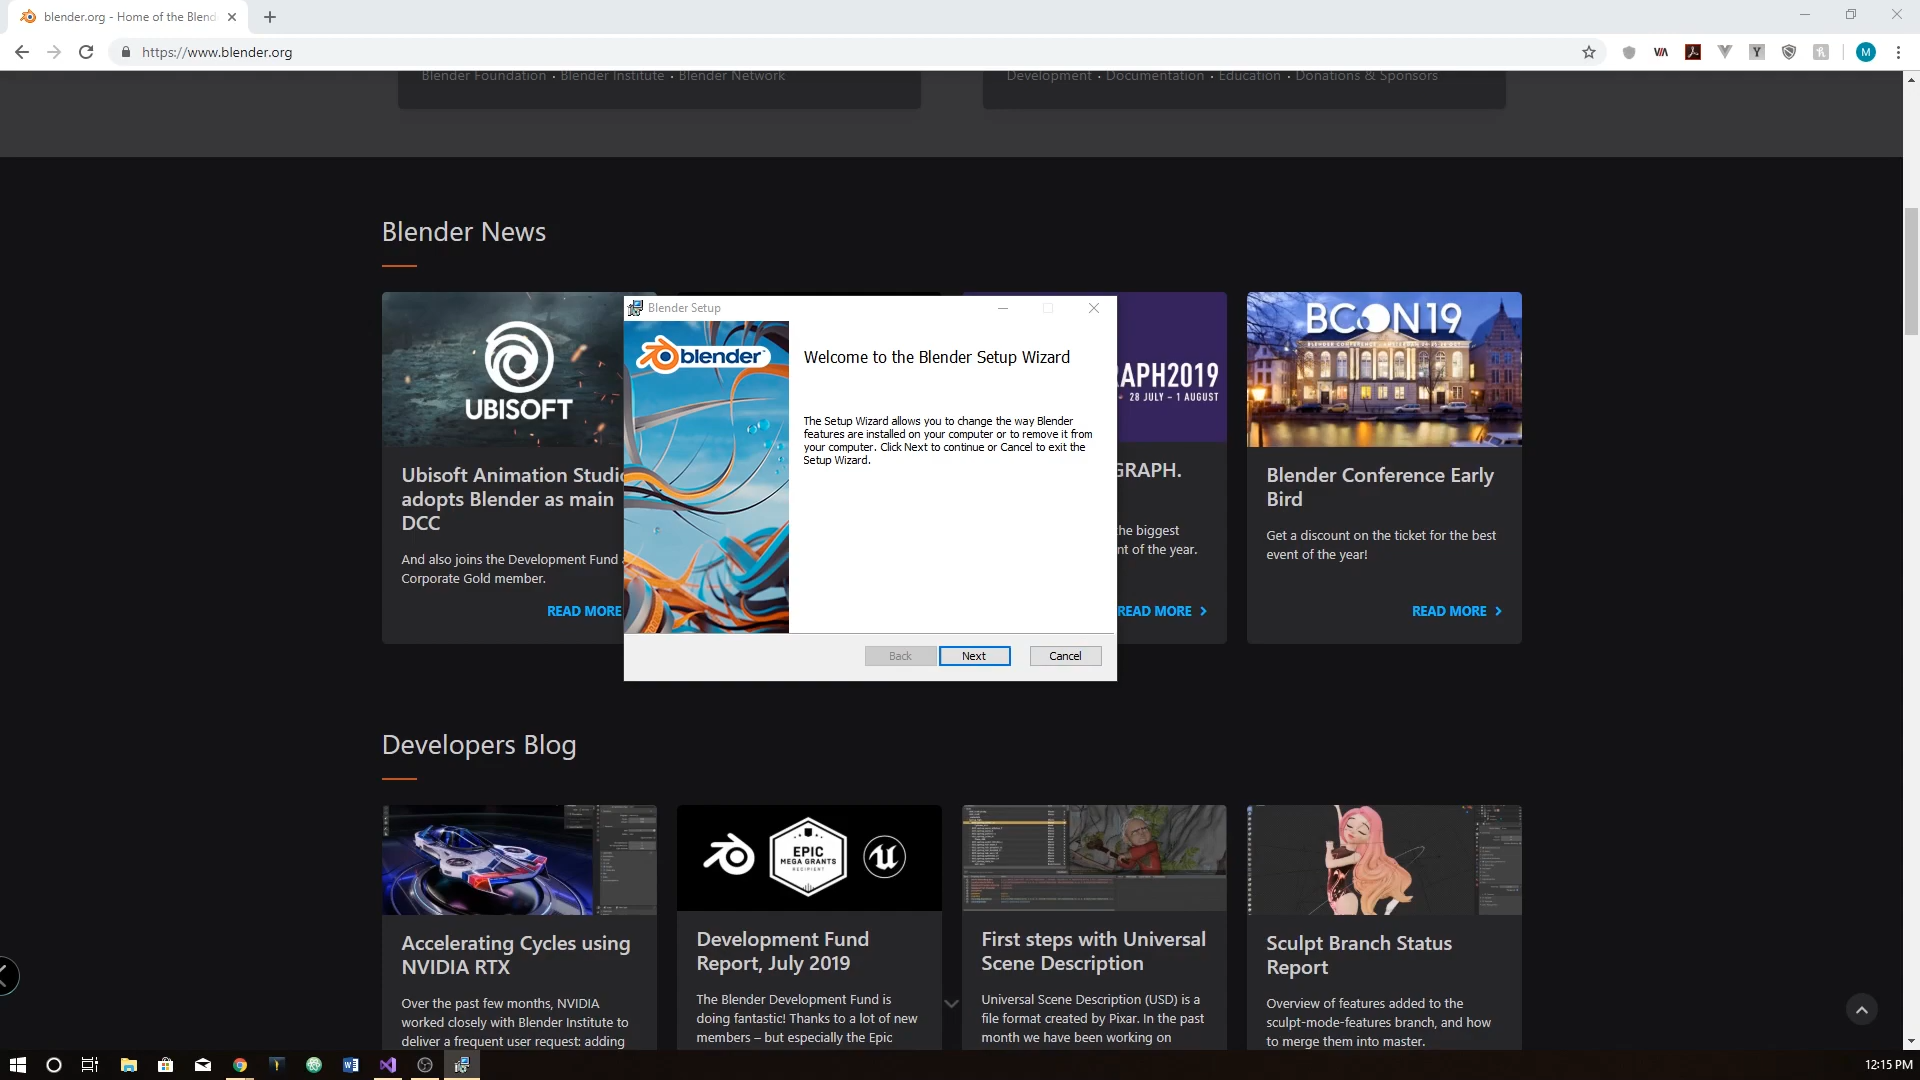 blender.org - Home of the Blend
https://www.blender.org
M
Blender Foundation · Blender Institute · Blender Network
Development · Documentation · Education · Donations & Sponsors
Blender News
UBISOFT
Ubisoft Animation Studi
adopts Blender as main
DCC
And also joins the Development Fund
Corporate Gold member.
READ MORE
Blender Setup
blender
Welcome to the Blender Setup Wizard
The Setup Wizard allows you to change the way Blender
features are installed on your computer or to remove it from
your computer. Click Next to continue or Cancel to exit the
Setup Wizard.
Back
Next
Cancel
RAPH2019
28 JULY – 1 AUGUST
GRAPH.
he biggest
nt of the year.
READ MORE
BCON19
Blender Conference Early
Bird
Get a discount on the ticket for the best
event of the year!
READ MORE
Developers Blog
Accelerating Cycles using
NVIDIA RTX
Over the past few months, NVIDIA
worked closely with Blender Institute to
deliver a frequent user request: adding
EPIC
MEGA GRANTS
RECIPIENT
Development Fund
Report, July 2019
The Blender Development Fund is
doing fantastic! Thanks to a lot of new
members – but especially the Epic
First steps with Universal
Scene Description
Universal Scene Description (USD) is a
file format created by Pixar. In the past
month we have been working on
Sculpt Branch Status
Report
Overview of features added to the
sculpt-mode-features branch, and how
to merge them into master.
12:15 PM